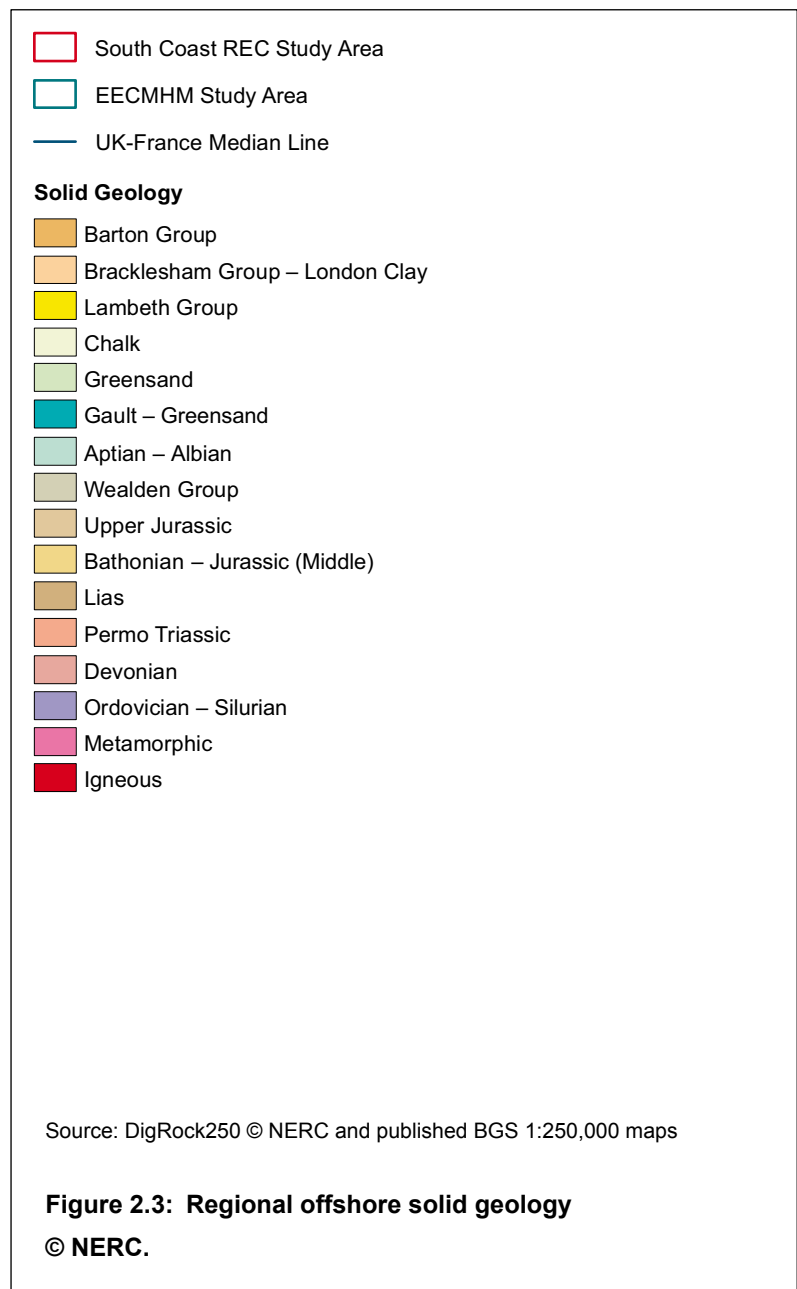 South Coast REC Study Area
EECMHM Study Area
UK-France Median Line
Solid Geology
Barton Group
Bracklesham Group – London Clay
Lambeth Group
Chalk
Greensand
Gault – Greensand
Aptian – Albian
Wealden Group
Upper Jurassic
Bathonian – Jurassic (Middle)
Lias
Permo Triassic
Devonian
Ordovician – Silurian
Metamorphic
Igneous
Source: DigRock250 © NERC and published BGS 1:250,000 maps
Figure 2.3: Regional offshore solid geology
© NERC.